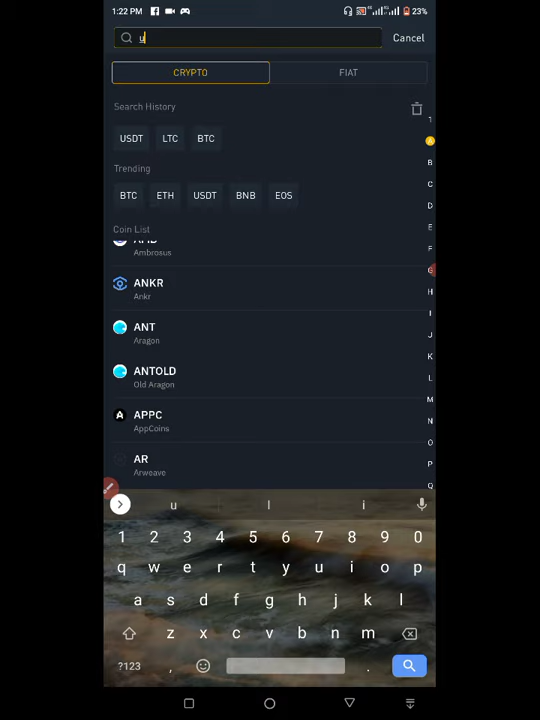 1:22 PM 23%
u Cancel
CRYPTO FIAT
Search History
USDT LTC BTC
Trending
BTC ETH USDT BNB EOS
Coin List
Ambrosus
ANKR
Ankr
ANT
Aragon
ANTOLD
Old Aragon
APPC
AppCoins
AR
Arweave
1
A
B
C
D
E
F
G
H
I
J
K
L
M
N
O
P
Q
u l i
1 2 3 4 5 6 7 8 9 0
q w e r t y u i o p
a s d f g h j k l
z x c v b n m
?123 , .